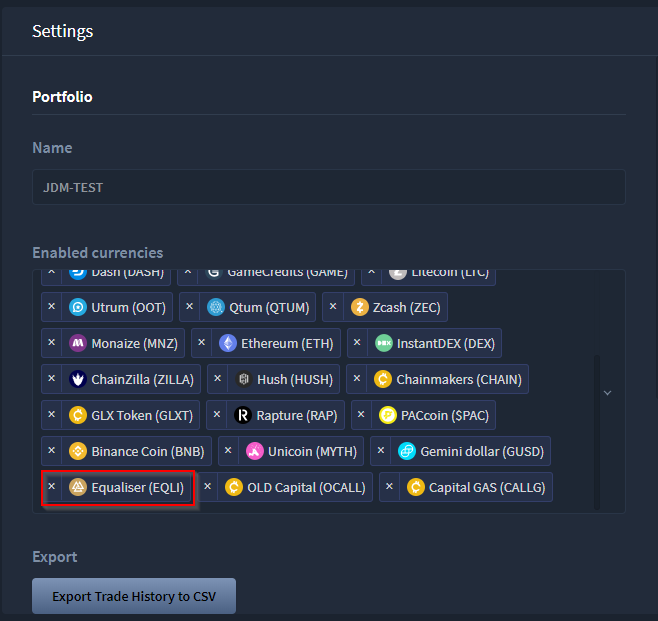 Settings
Portfolio
Name
JDM-TEST
Enabled currencies
× Dash (DASH) × GameCredits (GAME) × Litecoin (LTC)
× Utrum (OOT) × Qtum (QTUM) × Zcash (ZEC)
× Monaize (MNZ) × Ethereum (ETH) × InstantDEX (DEX)
× ChainZilla (ZILLA) × Hush (HUSH) × Chainmakers (CHAIN)
× GLX Token (GLXT) × Rapture (RAP) × PACcoin ($PAC)
× Binance Coin (BNB) × Unicoin (MYTH) × Gemini dollar (GUSD)
× Equaliser (EQLI) × OLD Capital (OCALL) × Capital GAS (CALLG)
Export
Export Trade History to CSV